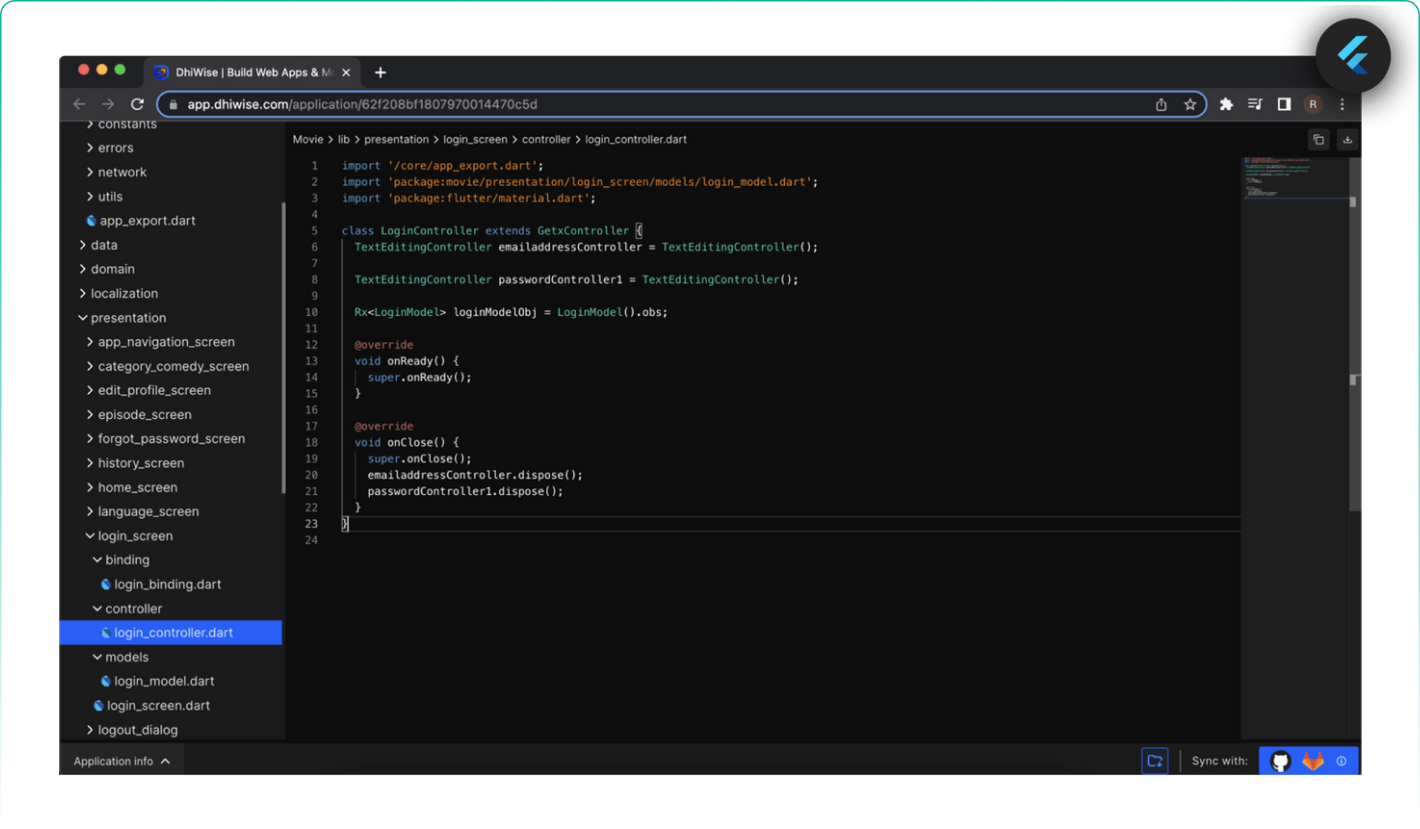 DhiWise | Build Web Apps & M
app.dhiwise.com/application/62f208bf1807970014470c5d
R
constants
errors
network
utils
app_export.dart
data
domain
localization
presentation
app_navigation_screen
category_comedy_screen
edit_profile_screen
episode_screen
forgot_password_screen
history_screen
home_screen
language_screen
login_screen
binding
login_binding.dart
controller
login_controller.dart
models
login_model.dart
login_screen.dart
logout_dialog
Movie > lib > presentation > login_screen > controller > login_controller.dart
1 import '/core/app_export.dart';
2 import 'package:movie/presentation/login_screen/models/login_model.dart';
3 import 'package:flutter/material.dart';
4
5 class LoginController extends GetxController {
6 TextEditingController emailaddressController = TextEditingController();
7
8 TextEditingController passwordController1 = TextEditingController();
9
10 Rx<LoginModel> loginModelObj = LoginModel().obs;
11
12 @override
13 void onReady() {
14 super.onReady();
15 }
16
17 @override
18 void onClose() {
19 super.onClose();
20 emailaddressController.dispose();
21 passwordController1.dispose();
22 }
23 }
24
Application info
Sync with: